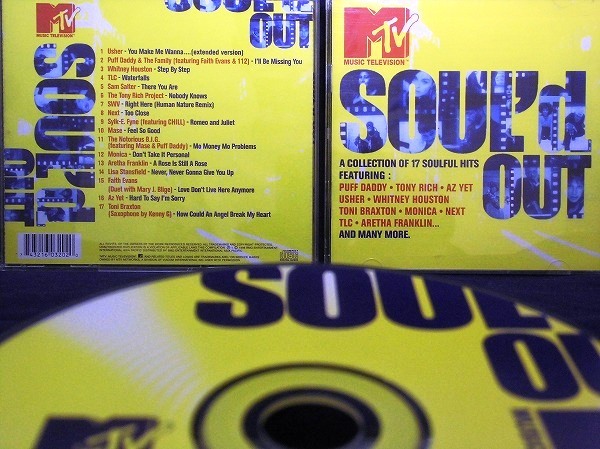 MTV
MUSIC TELEVISION
SOUL'd
OUT
1 Usher - You Make Me Wanna....(extended version)
2 Puff Daddy & The Family (featuring Faith Evans & 112) - I'll Be Missing You
3 Whitney Houston - Step By Step
4 TLC - Waterfalls
5 Sam Salter - There You Are
6 The Tony Rich Project - Nobody Knows
7 SWV - Right Here (Human Nature Remix)
8 Next - Too Close
9 Sylk-E. Fyne (featuring CHILL) - Romeo and Juliet
10 Mase - Feel So Good
11 The Notorious B.I.G.
(featuring Mase & Puff Daddy) - Mo Money Mo Problems
12 Monica - Don't Take It Personal
13 Aretha Franklin - A Rose Is Still A Rose
14 Lisa Stansfield - Never, Never Gonna Give You Up
15 Faith Evans
(Duet with Mary J. Blige) - Love Don't Live Here Anymore
16 Az Yet - Hard To Say I'm Sorry
17 Toni Braxton
(Saxophone by Kenny G) - How Could An Angel Break My Heart
7 43216 03202 0
MTV
MUSIC TELEVISION
SOUL'd
OUT
A COLLECTION OF 17 SOULFUL HITS
FEATURING :
PUFF DADDY • TONY RICH • AZ YET
USHER • WHITNEY HOUSTON
TONI BRAXTON • MONICA • NEXT
TLC • ARETHA FRANKLIN...
AND MANY MORE.
SOUL'd
OU
MTV